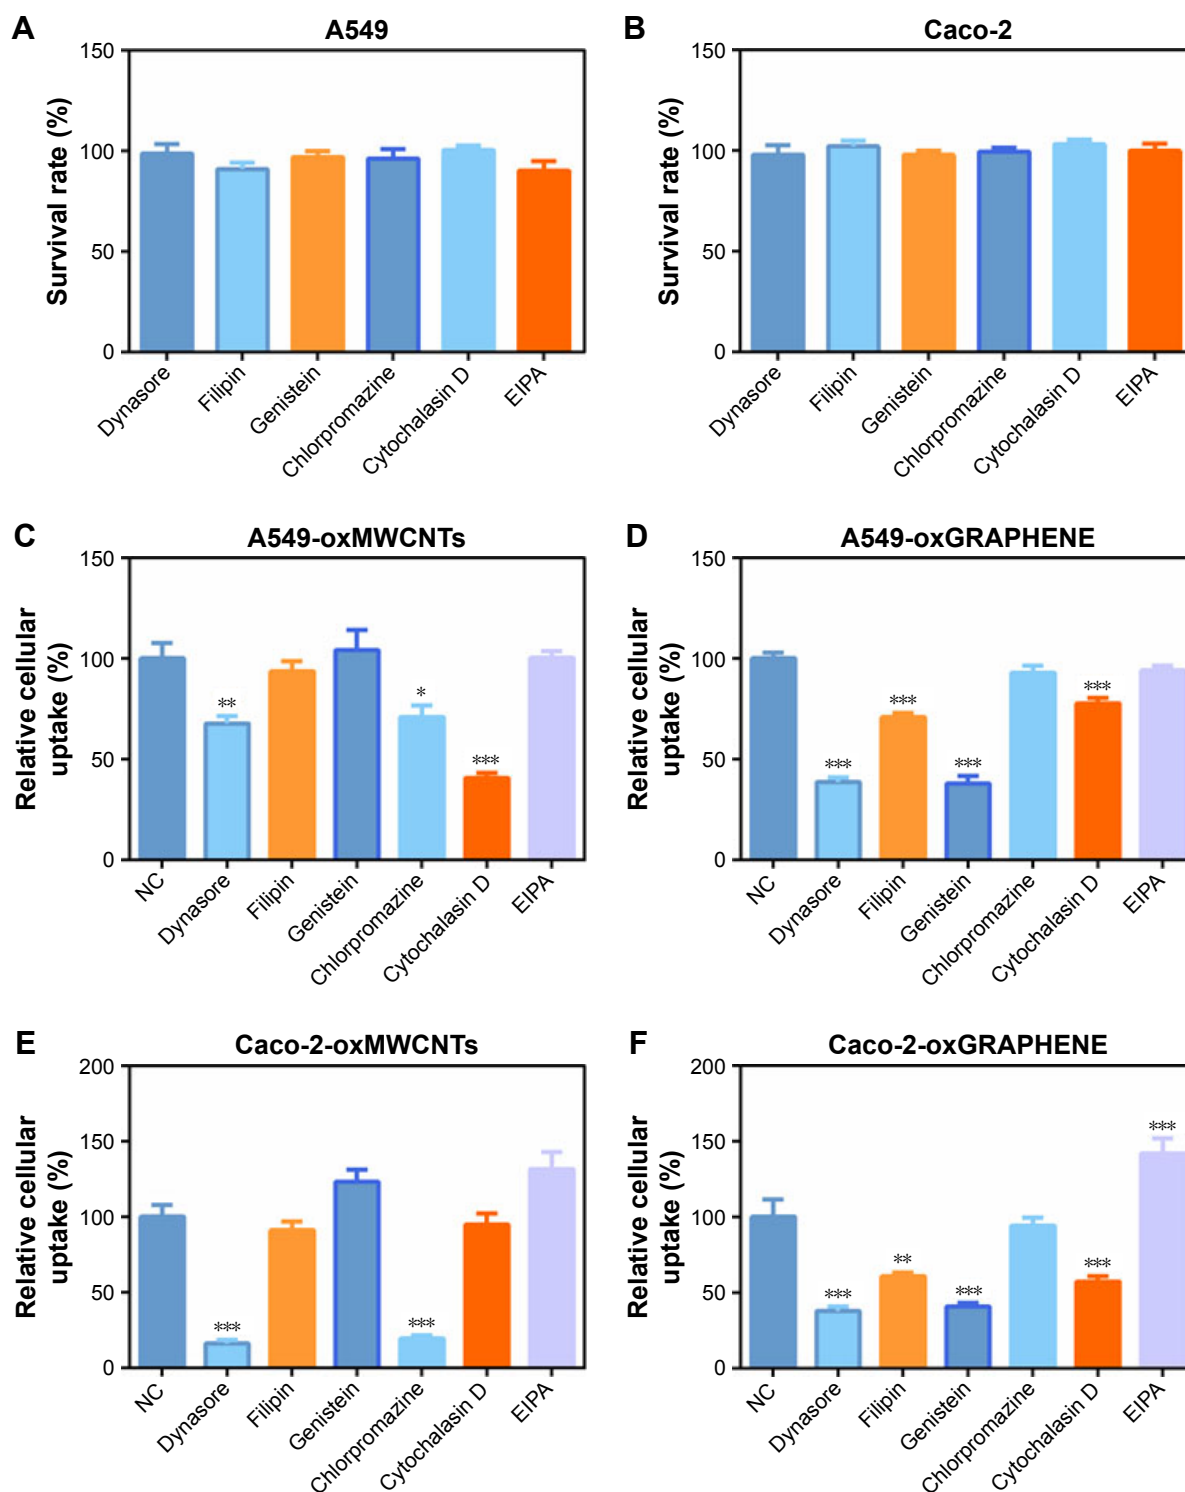 A
A549
Survival rate (%)
150
100
50
0
Dynasore
Filipin
Genistein
Chlorpromazine
Cytochalasin D
EIPA
B
Caco-2
Survival rate (%)
150
100
50
0
Dynasore
Filipin
Genistein
Chlorpromazine
Cytochalasin D
EIPA
C
A549-oxMWCNTs
Relative cellular
uptake (%)
150
100
50
0
**
*
***
NC
Dynasore
Filipin
Genistein
Chlorpromazine
Cytochalasin D
EIPA
D
A549-oxGRAPHENE
Relative cellular
uptake (%)
150
100
50
0
***
***
***
***
NC
Dynasore
Filipin
Genistein
Chlorpromazine
Cytochalasin D
EIPA
E
Caco-2-oxMWCNTs
Relative cellular
uptake (%)
200
150
100
50
0
***
***
NC
Dynasore
Filipin
Genistein
Chlorpromazine
Cytochalasin D
EIPA
F
Caco-2-oxGRAPHENE
Relative cellular
uptake (%)
200
150
100
50
0
***
**
***
***
***
NC
Dynasore
Filipin
Genistein
Chlorpromazine
Cytochalasin D
EIPA